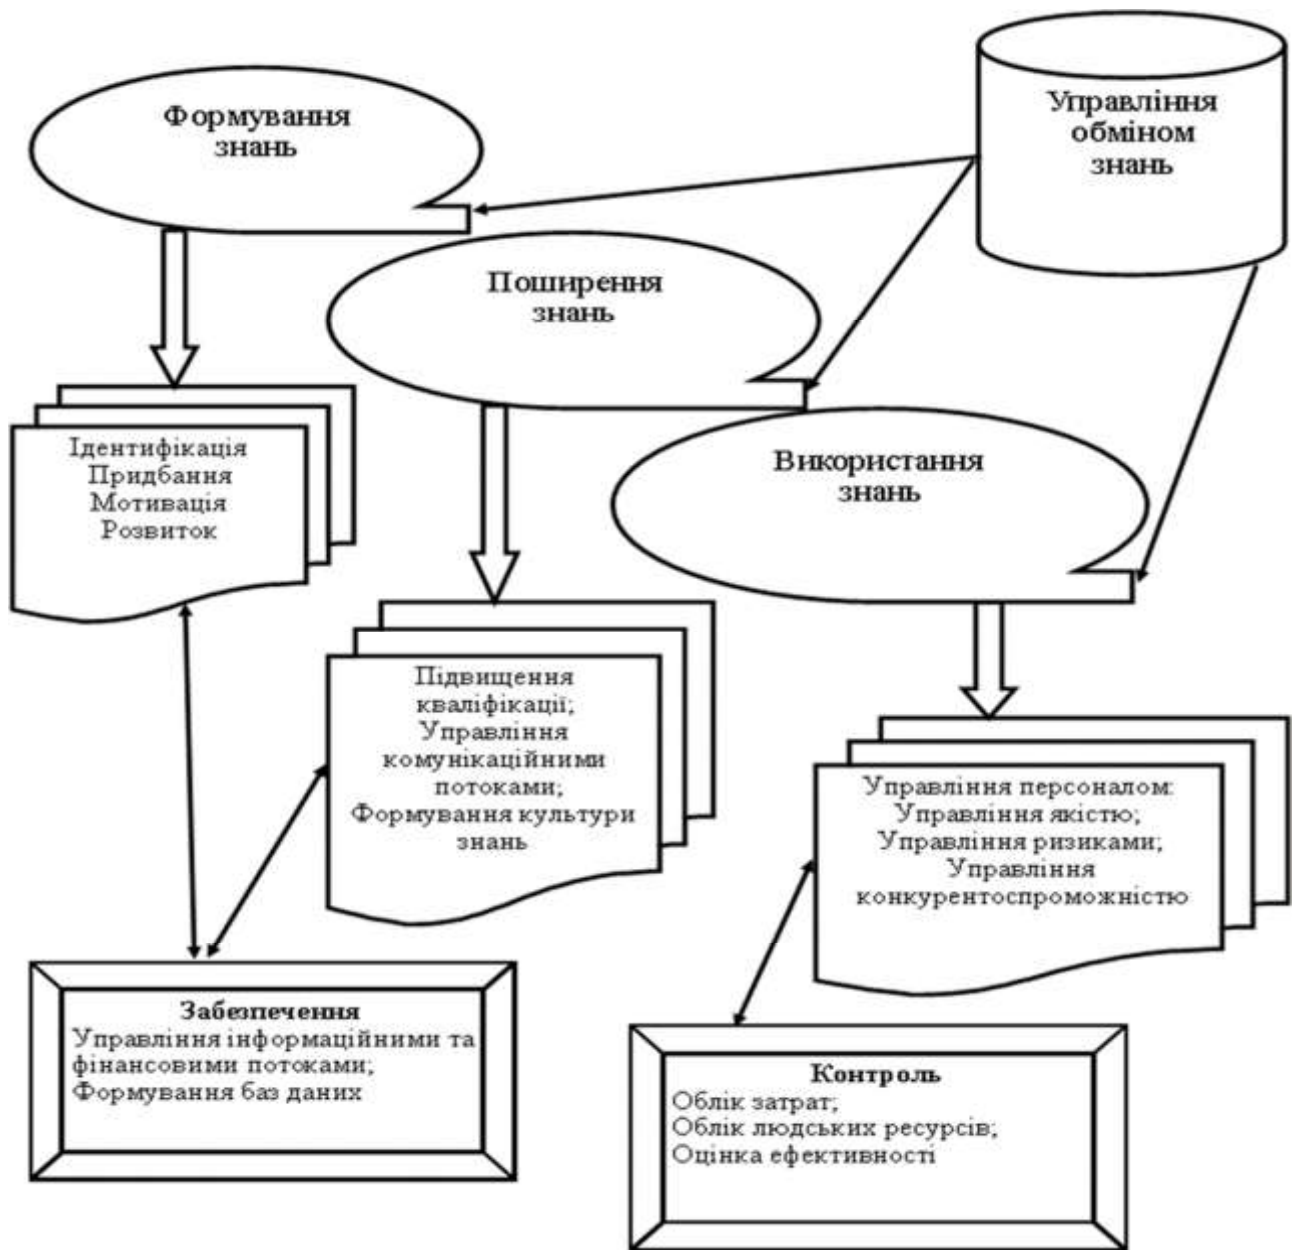 Формування
знань
Управління
обміном
знань
Поширення
знань
Використання
знань
Ідентифікація
Придбання
Мотивація
Розвиток
Підвищення
кваліфікації;
Управління
комунікаційними
потоками;
Формування культури
знань
Управління персоналом:
Управління якістю;
Управління ризиками;
Управління
конкурентоспроможністю
Забезпечення
Управління інформаційними та
фінансовими потоками;
Формування баз даних
Контроль
Облік затрат;
Облік людських ресурсів;
Оцінка ефективності